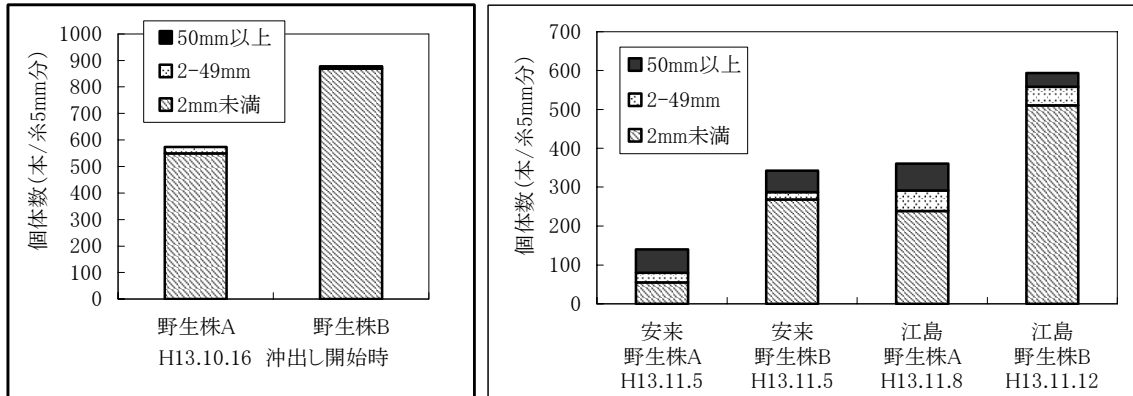 個体数(本/糸5mm分)
1000
900
800
700
600
500
400
300
200
100
0
50mm以上
2-49mm
2mm未満
野生株A
野生株B
H13.10.16 沖出し開始時
個体数(本/糸5mm分)
700
600
500
400
300
200
100
0
50mm以上
2-49mm
2mm未満
安来
野生株A
H13.11.5
安来
野生株B
H13.11.5
江島
野生株A
H13.11.8
江島
野生株B
H13.11.12